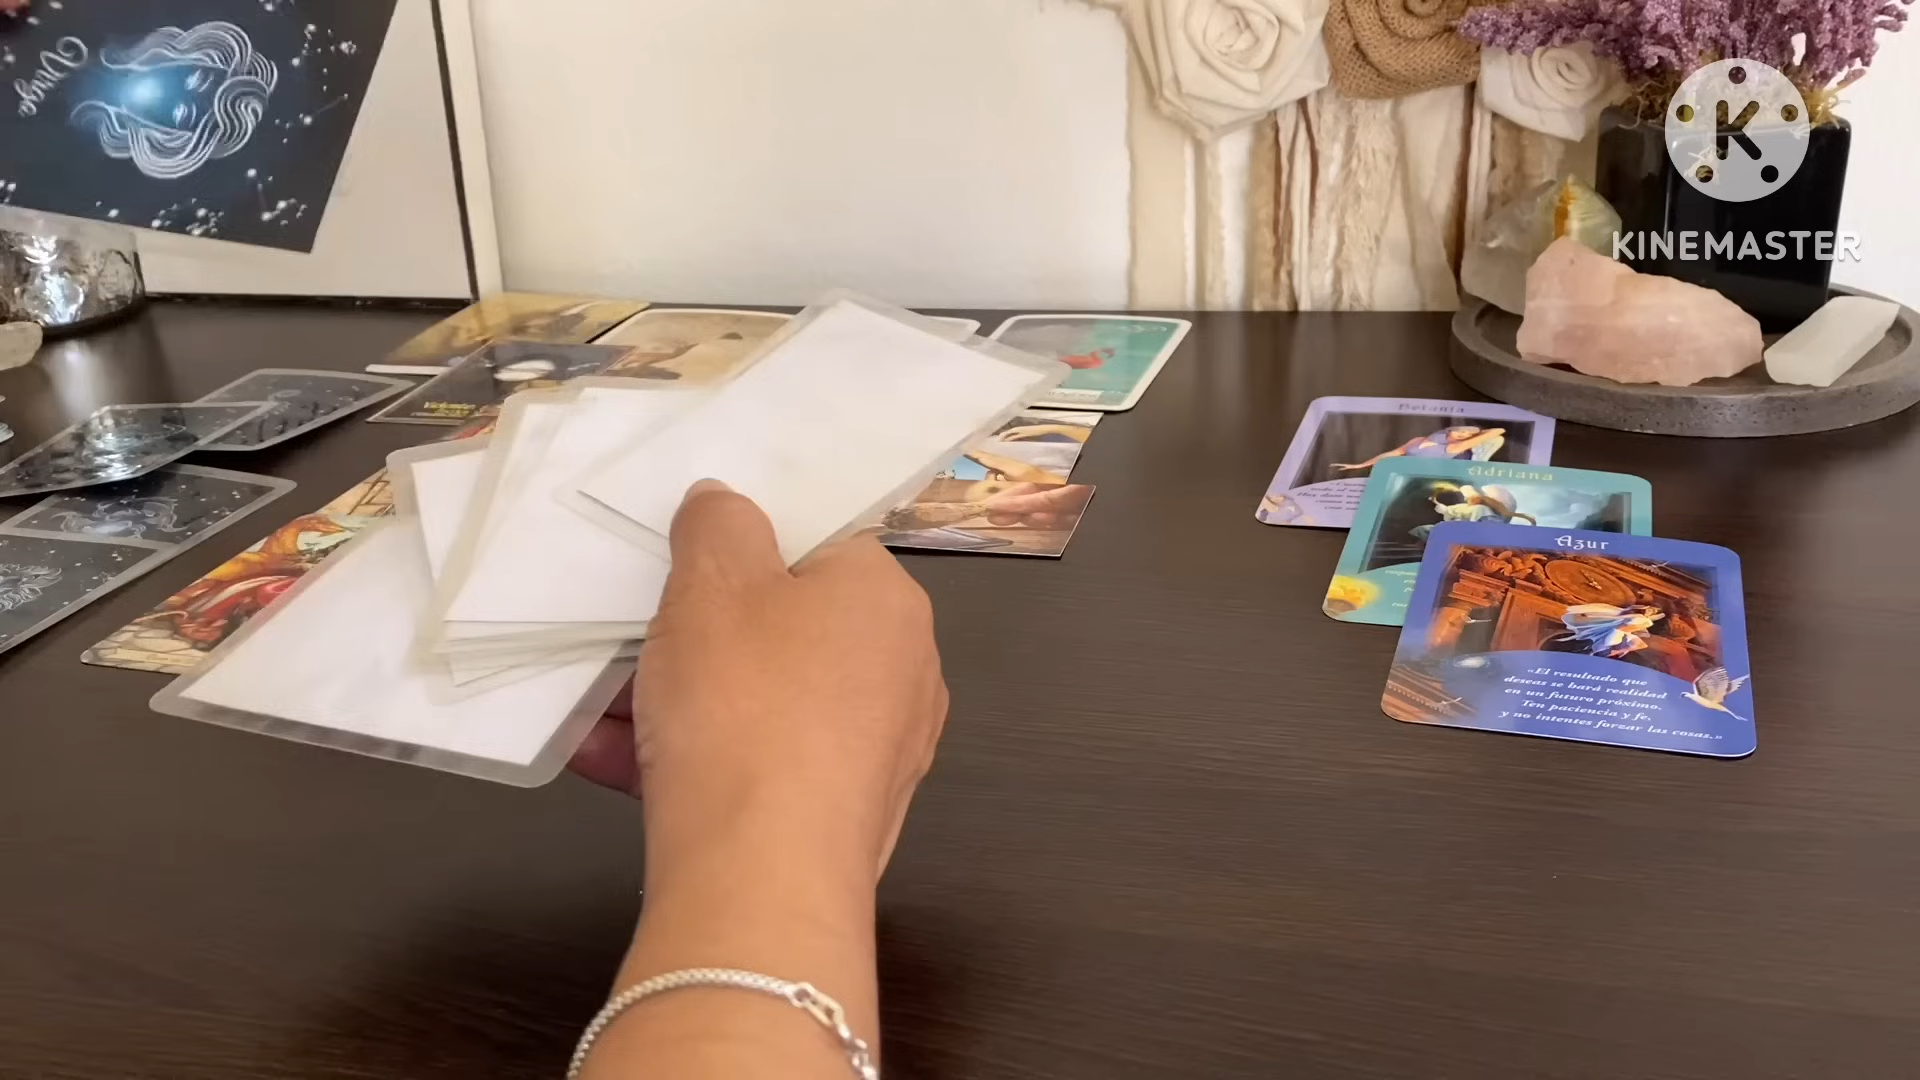 Virgo
K
KINEMASTER
Betania
Adriana
Azur
«El resultado que
deseas se hará realidad
en un futuro próximo.
Ten paciencia y fe,
y no intentes forzar las cosas.»